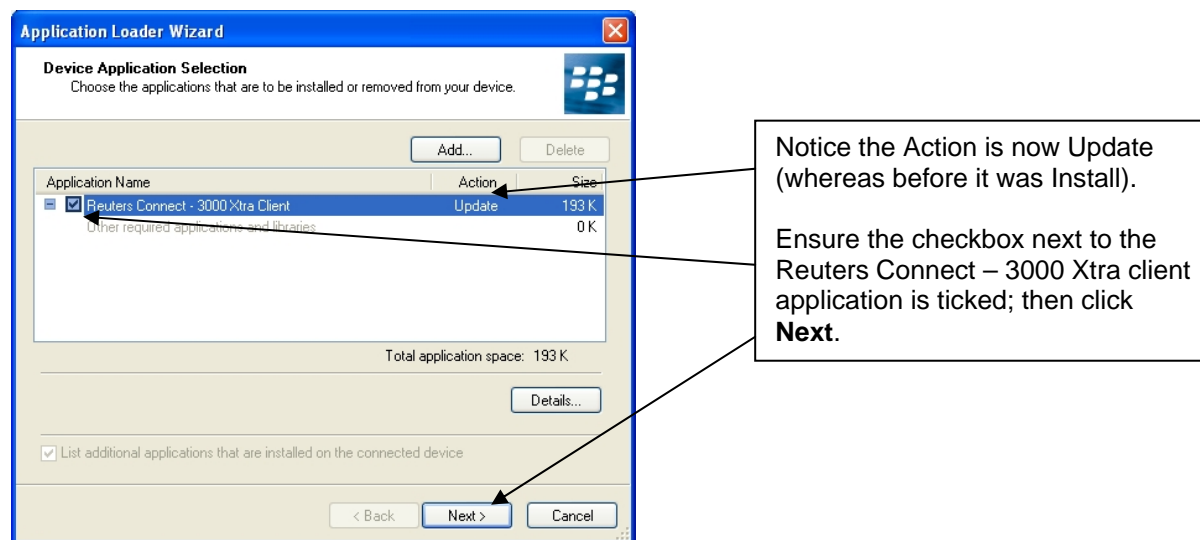 Application Loader Wizard
Device Application Selection
Choose the applications that are to be installed or removed from your device.
Add...
Delete
Application Name Action Size
Reuters Connect - 3000 Xtra Client Update 193 K
Other required applications and libraries 0 K
Total application space: 193 K
Details...
List additional applications that are installed on the connected device
< Back Next > Cancel
Notice the Action is now Update
(whereas before it was Install).
Ensure the checkbox next to the
Reuters Connect – 3000 Xtra client
application is ticked; then click
Next.